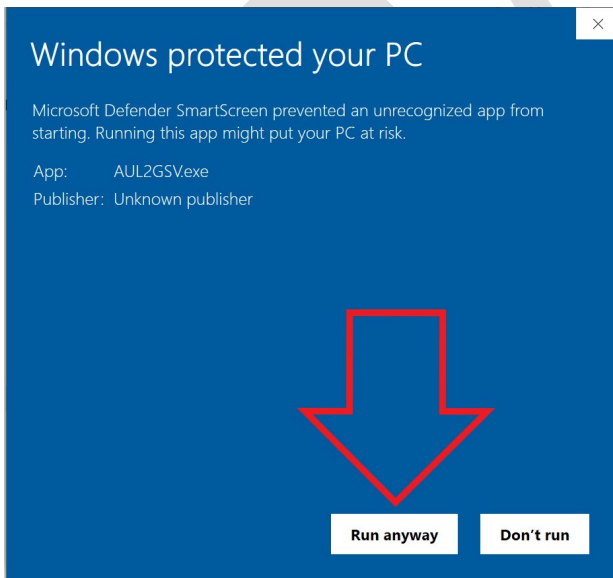 Windows protected your PC
Microsoft Defender SmartScreen prevented an unrecognized app from
starting. Running this app might put your PC at risk.
App: AUL2GSV.exe
Publisher: Unknown publisher
Run anyway Don't run